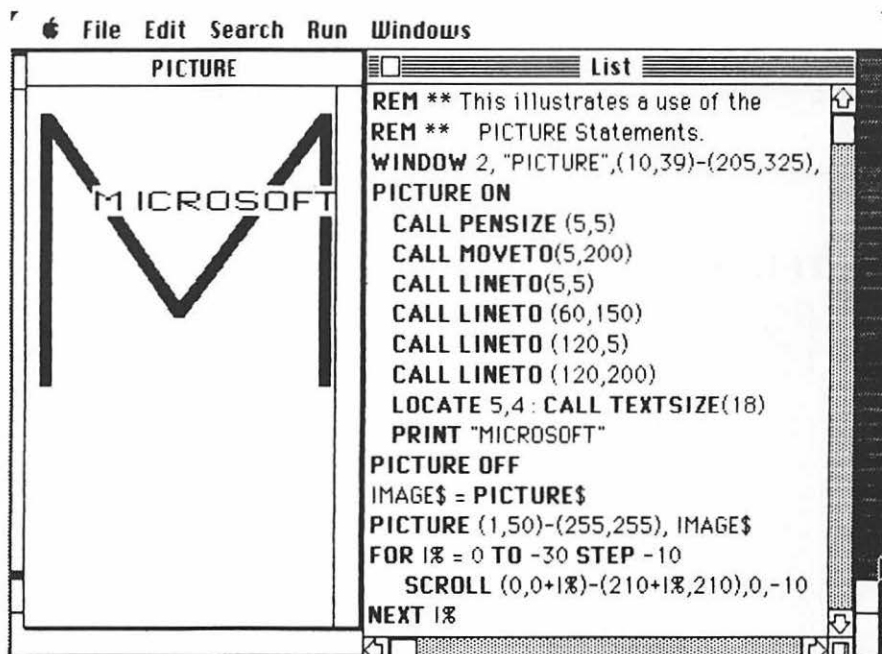 File Edit Search Run Windows
PICTURE
MICROSOFT
List
REM ** This illustrates a use of the
REM ** PICTURE Statements.
WINDOW 2, "PICTURE",(10,39)-(205,325),
PICTURE ON
CALL PENSIZE (5,5)
CALL MOVETO(5,200)
CALL LINETO(5,5)
CALL LINETO (60,150)
CALL LINETO (120,5)
CALL LINETO (120,200)
LOCATE 5,4 : CALL TEXTSIZE(18)
PRINT "MICROSOFT"
PICTURE OFF
IMAGE$ = PICTURE$
PICTURE (1,50)-(255,255), IMAGE$
FOR I% = 0 TO -30 STEP -10
SCROLL (0,0+I%)-(210+I%,210),0,-10
NEXT I%